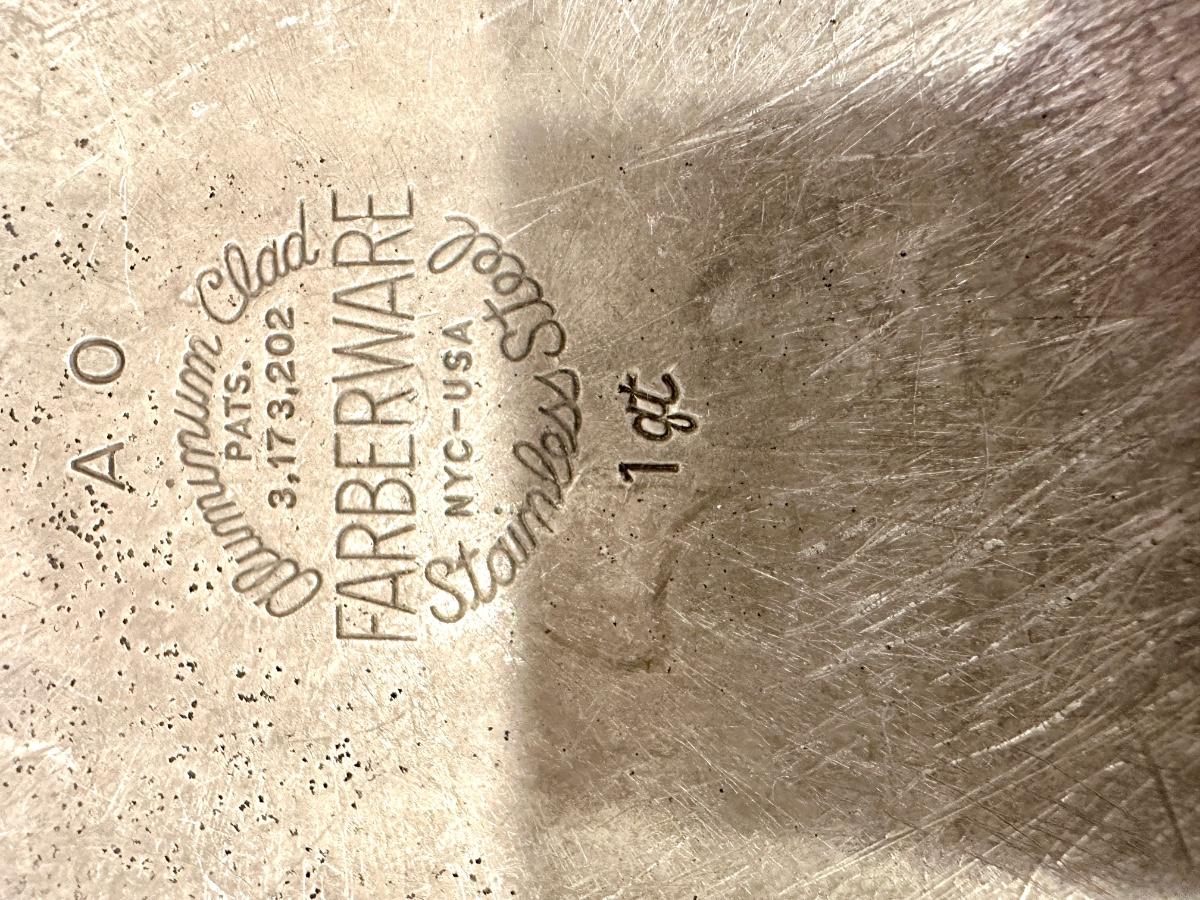 A O
Aluminum Clad
PATS.
3,173,202
FARBERWARE
NYC-USA
Stainless Steel
1 qt